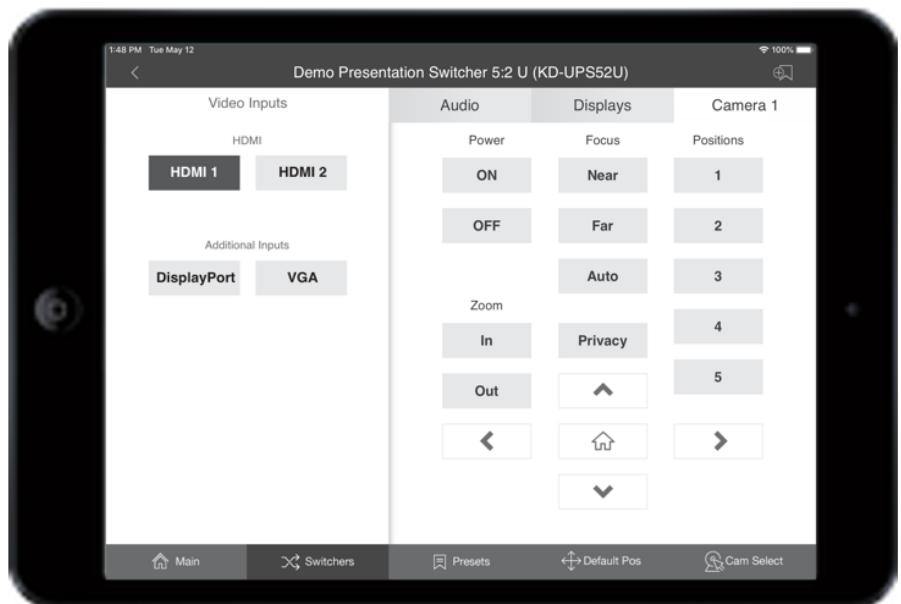 1:48 PM Tue May 12
100%
Demo Presentation Switcher 5:2 U (KD-UPS52U)
Video Inputs
HDMI
HDMI 1
HDMI 2
Additional Inputs
DisplayPort
VGA
Audio
Displays
Camera 1
Power
Focus
Positions
ON
Near
1
OFF
Far
2
Auto
3
Zoom
In
Privacy
4
Out
5
Main
Switchers
Presets
Default Pos
Cam Select